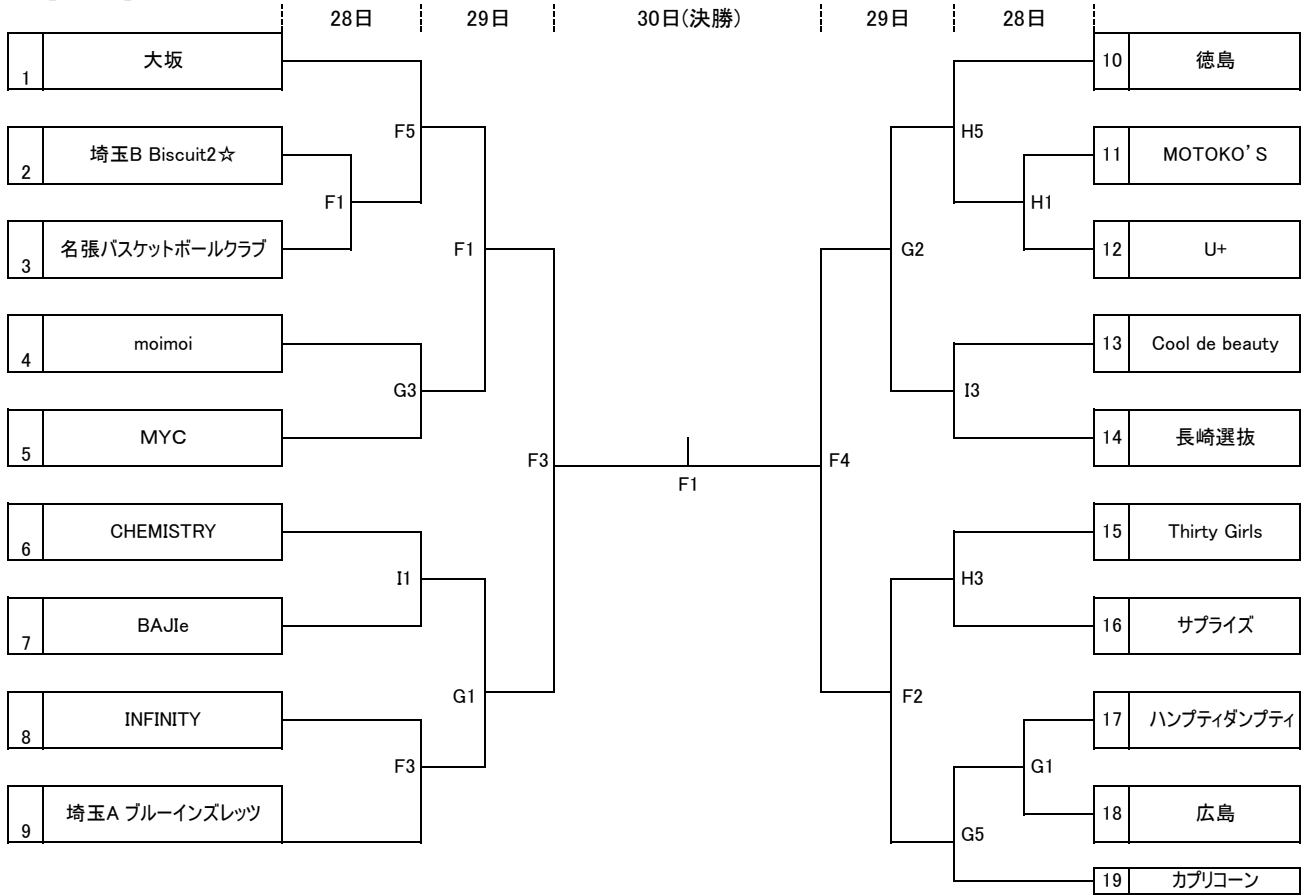 28日 29日 30日(決勝) 29日 28日
1 大坂
F5
2 埼玉B Biscuit2☆
F1
3 名張バスケットボールクラブ
F1
4 moimoi
G3
5 MYC
F3
6 CHEMISTRY
I1
7 BAJIe
G1
8 INFINITY
F3
9 埼玉A ブルーインズレッツ
F1
10 徳島
H5
11 MOTOKO'S
H1
12 U+
G2
13 Cool de beauty
I3
14 長崎選抜
F4
15 Thirty Girls
H3
16 サプライズ
F2
17 ハンプティダンプティ
G1
18 広島
G5
19 カプリコーン